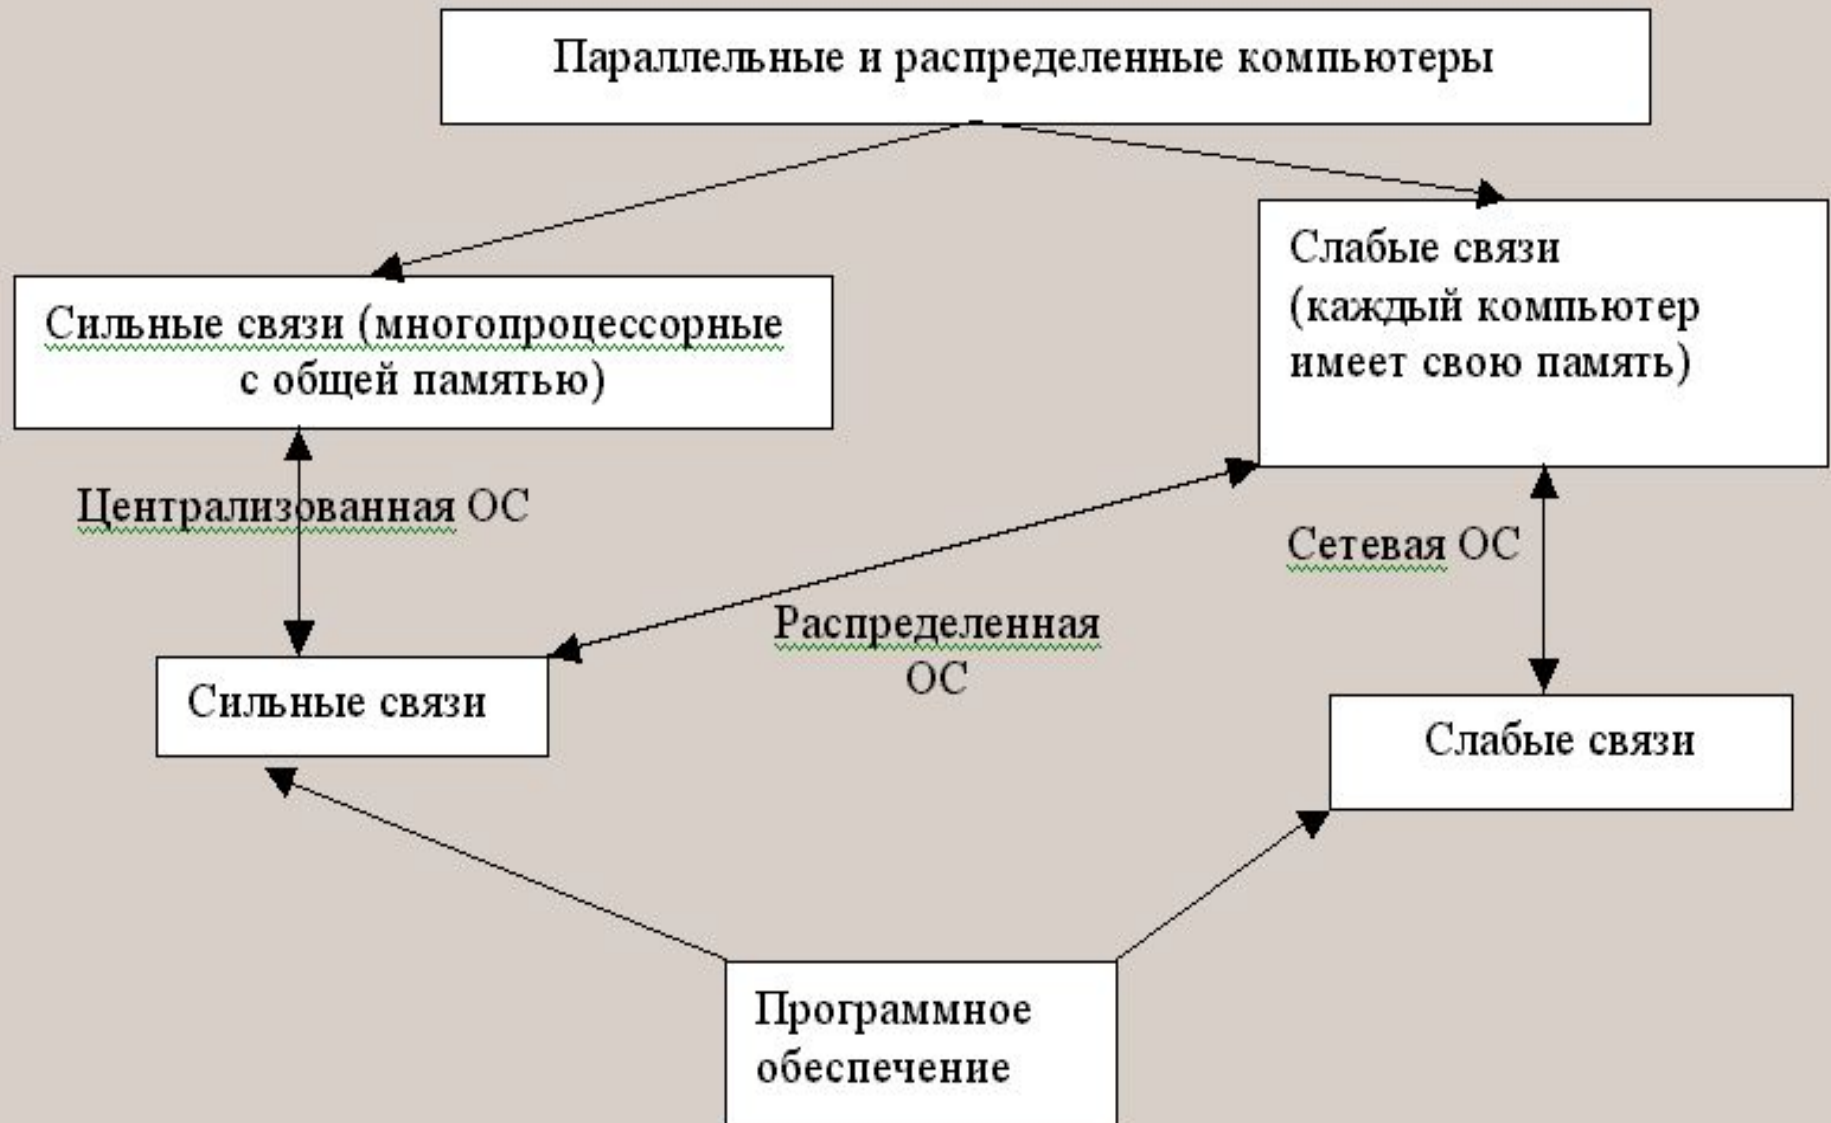 Параллельные и распределенные компьютеры
Сильные связи (многопроцессорные
с общей памятью)
Слабые связи
(каждый компьютер
имеет свою память)
Централизованная ОС
Сетевая ОС
Распределенная
ОС
Сильные связи
Слабые связи
Программное
обеспечение